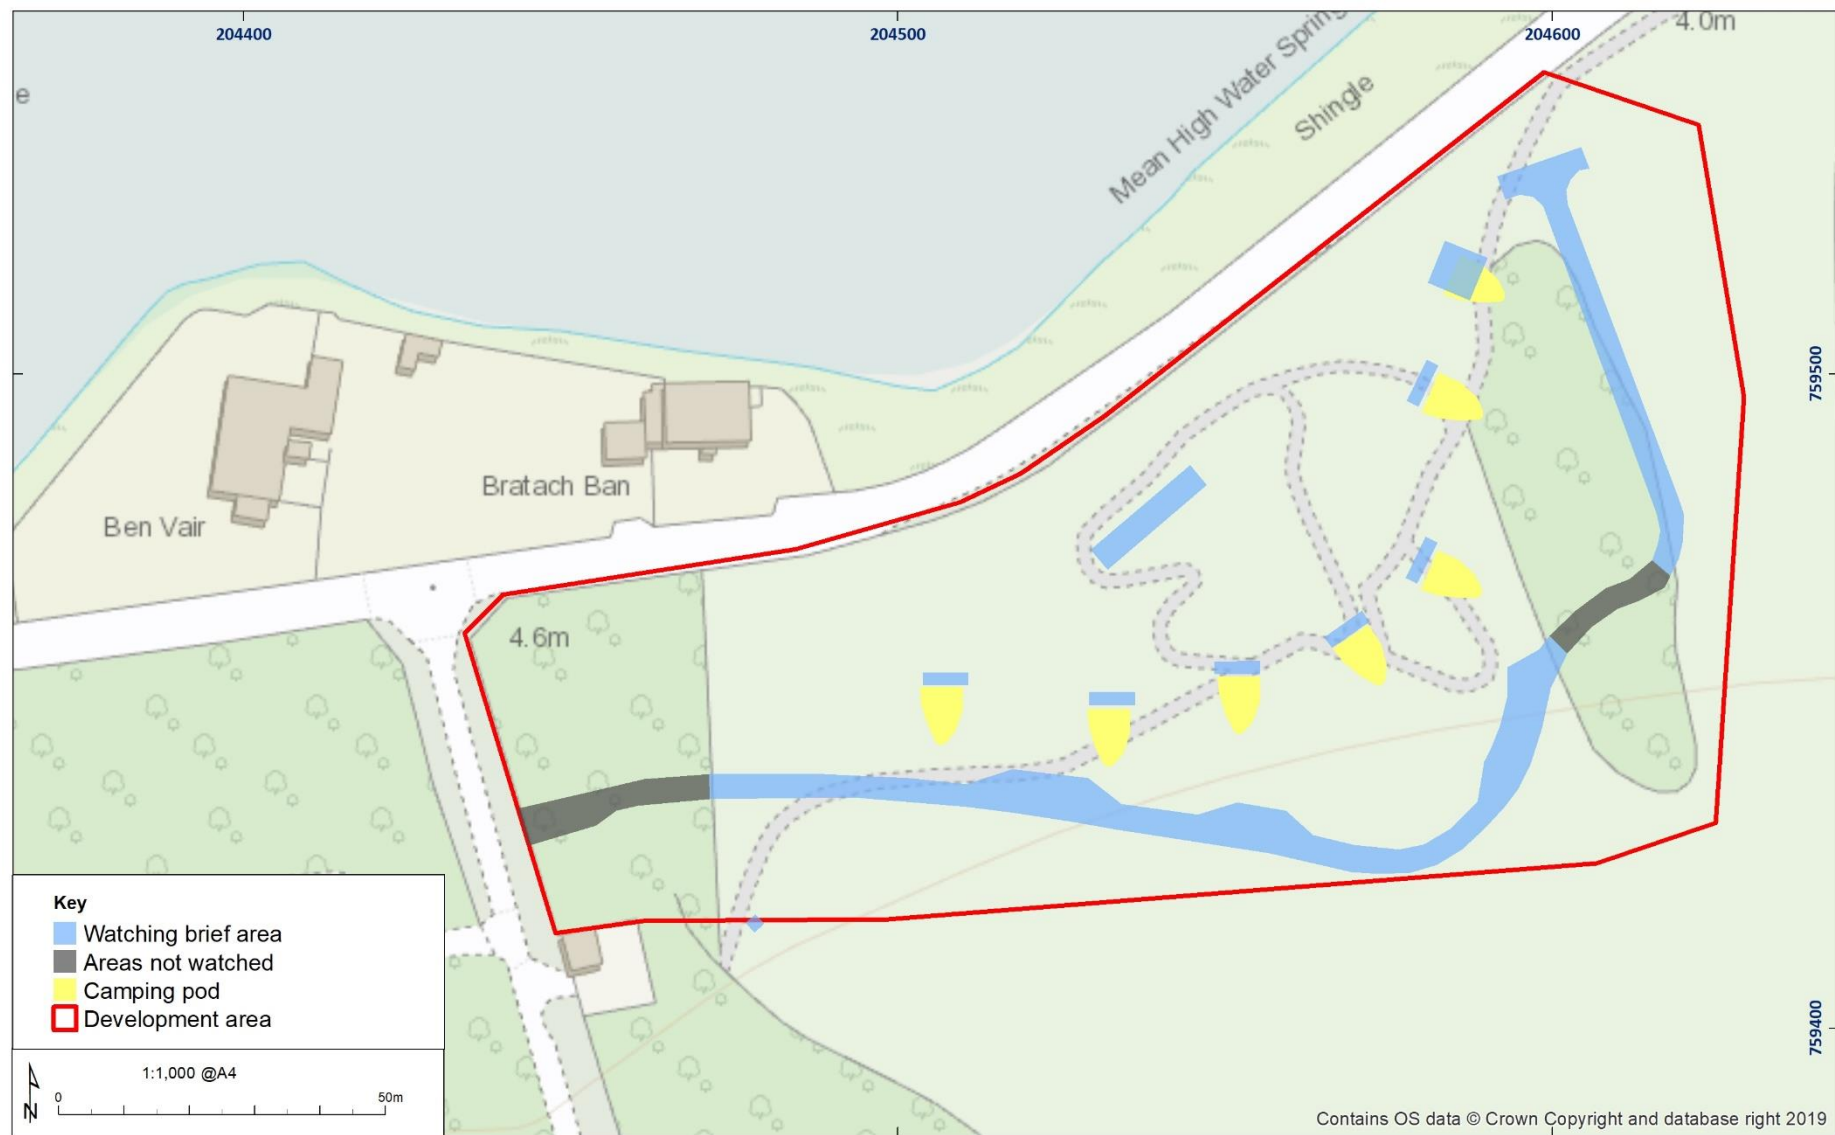 204400
204500
204600
4.0m
e
Mean High Water Spring
Shingle
759500
Bratach Ban
Ben Vair
4.6m
Key
Watching brief area
Areas not watched
Camping pod
Development area
759400
1:1,000 @A4
0
50m
N
Contains OS data © Crown Copyright and database right 2019